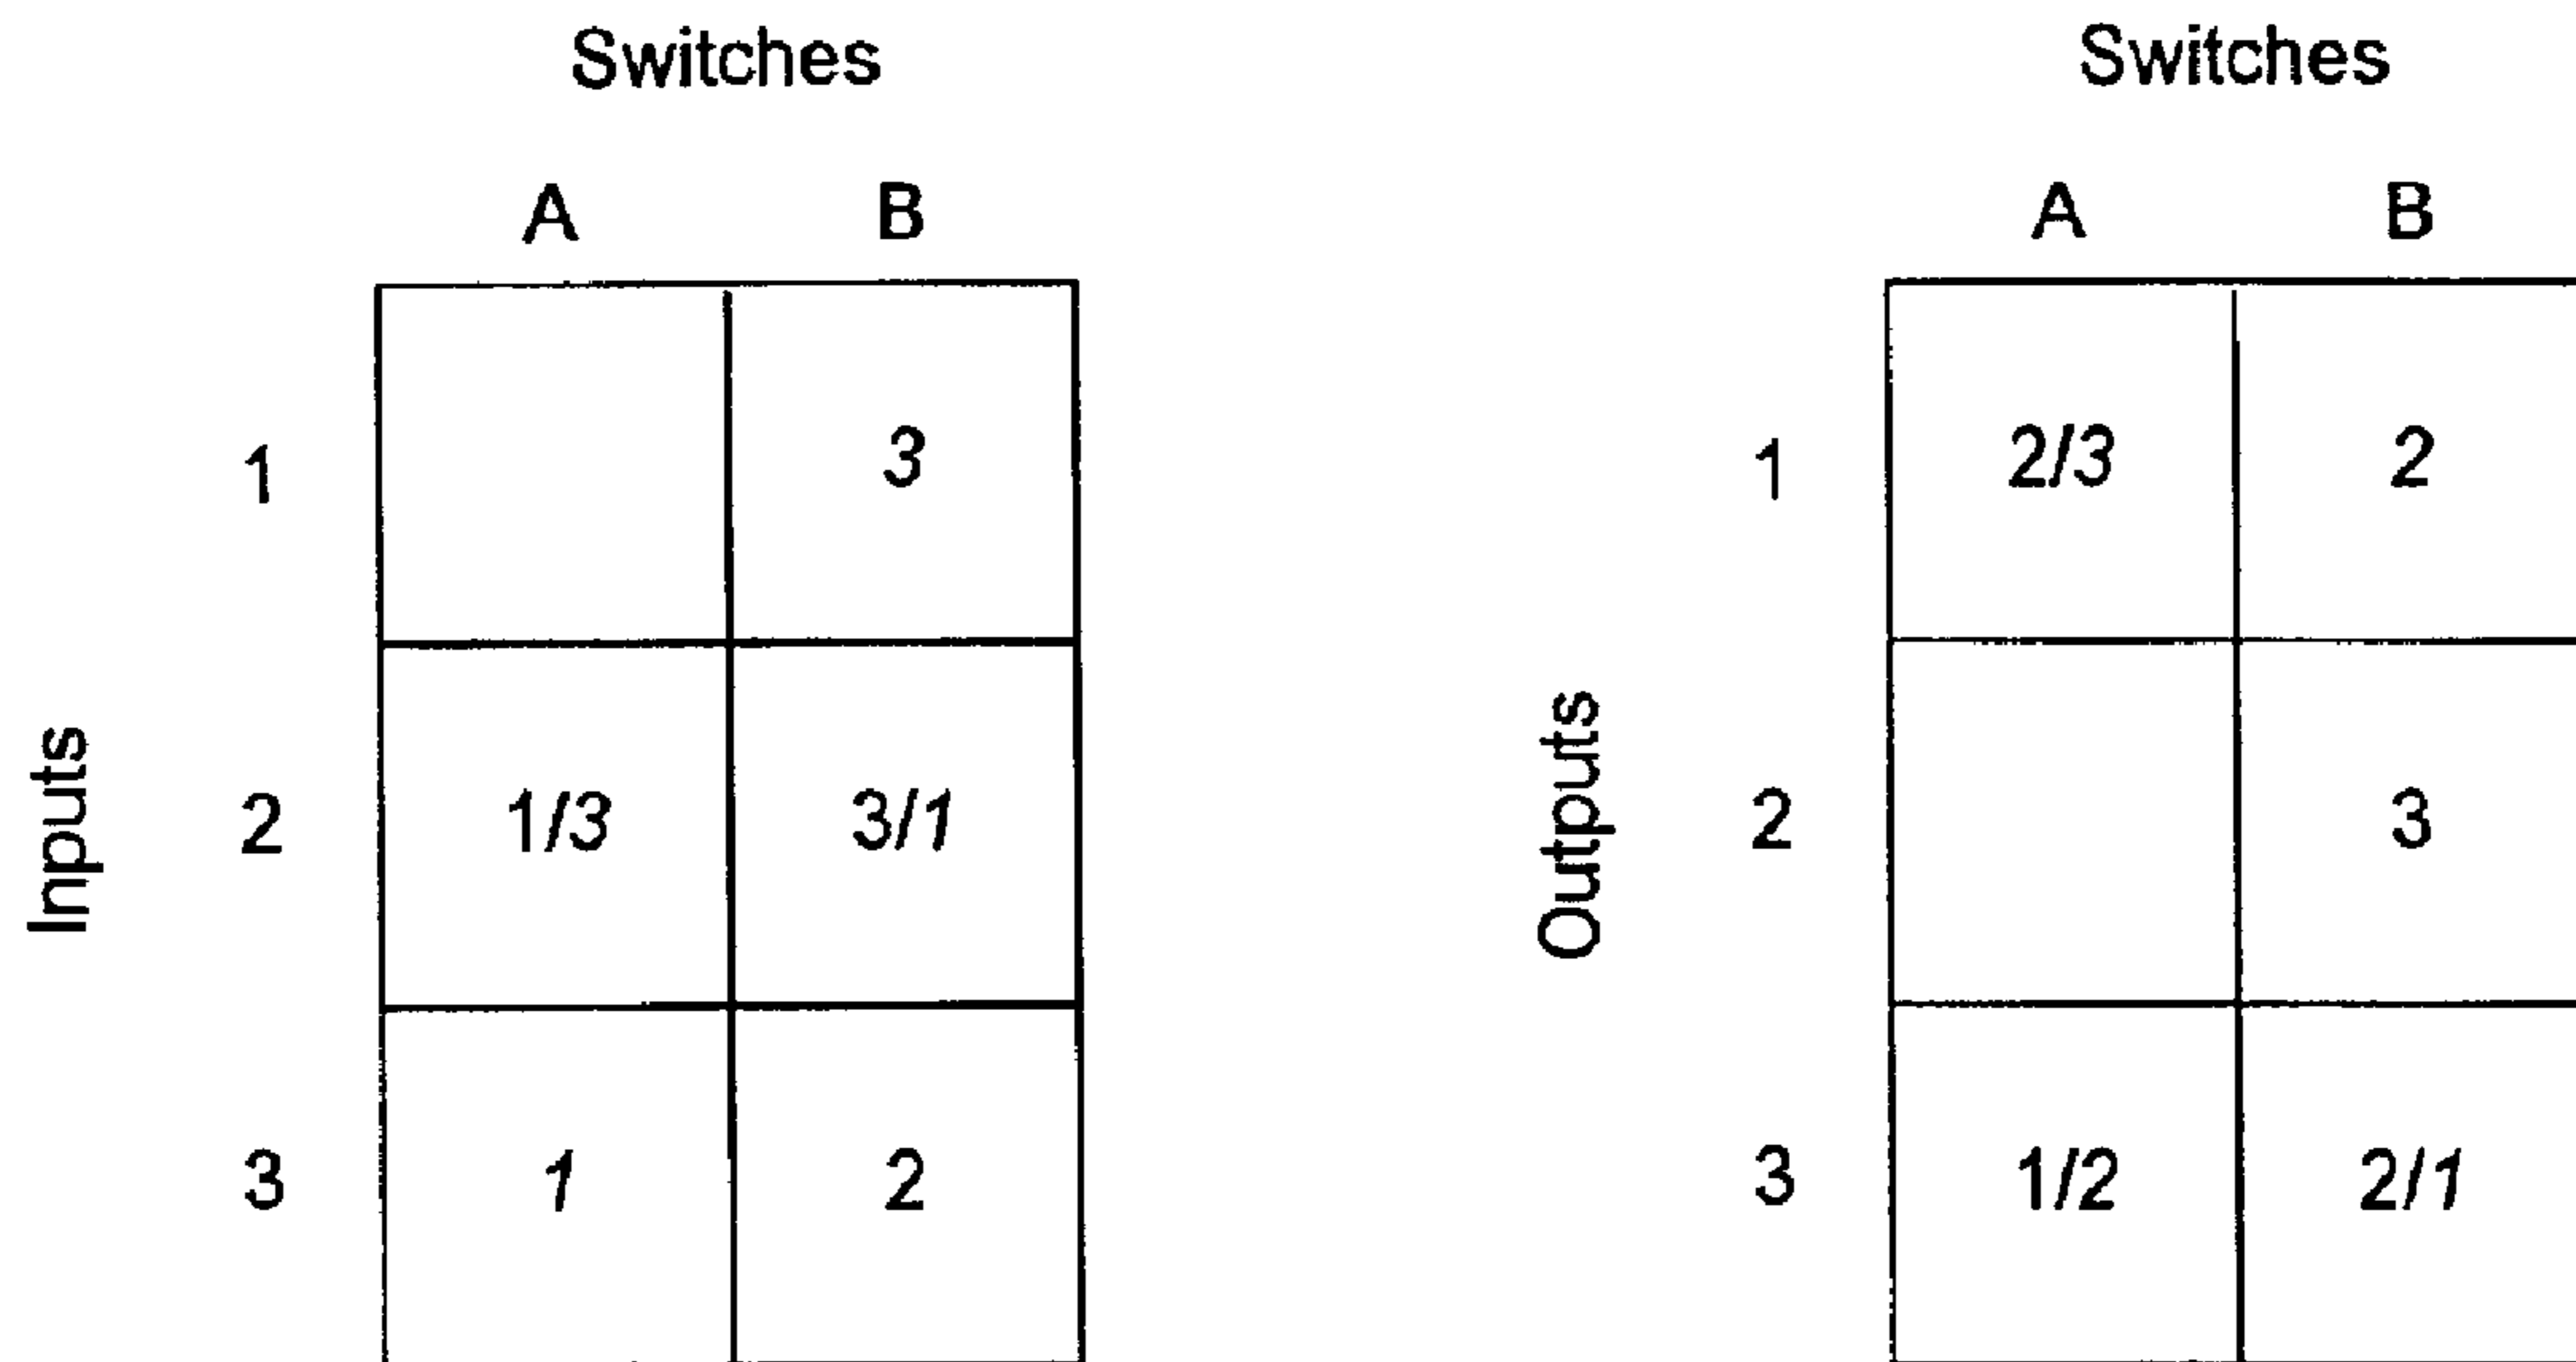 Switches Switches
A B A B
1 3 1 2/3 2
Inputs 2 1/3 3/1 Outputs 2 3
3 1 2 3 1/2 2/1